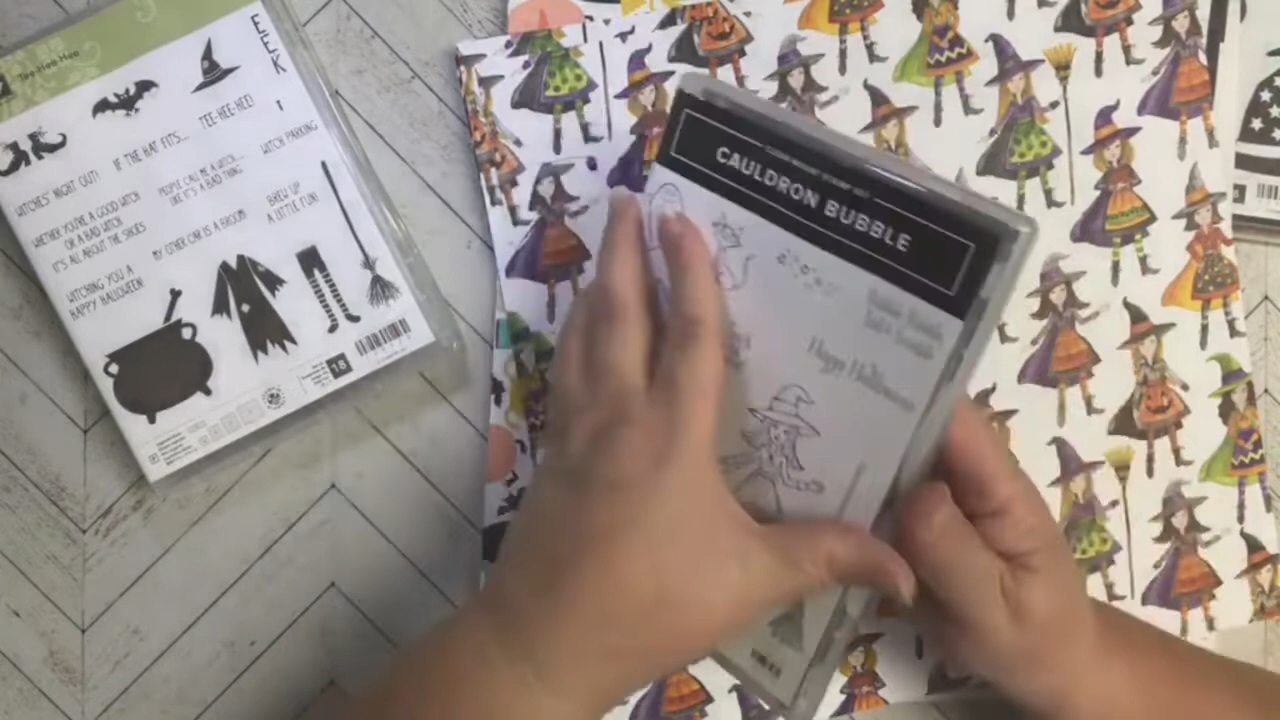 Tee-Hee-Hee
EEEK
!
TEE-HEE-HEE!
IF THE HAT FITS...
WITCH PARKING
WITCHES' NIGHT OUT!
PEOPLE CALL ME A WITCH...
LIKE IT'S A BAD THING
WHETHER YOU'RE A GOOD WITCH
OR A BAD WITCH
IT'S ALL ABOUT THE SHOES
BREW UP
A LITTLE FUN!
MY OTHER CAR IS A BROOM
WITCHING YOU A
HAPPY HALLOWEEN!
18
CAULDRON BUBBLE
Happy Halloween